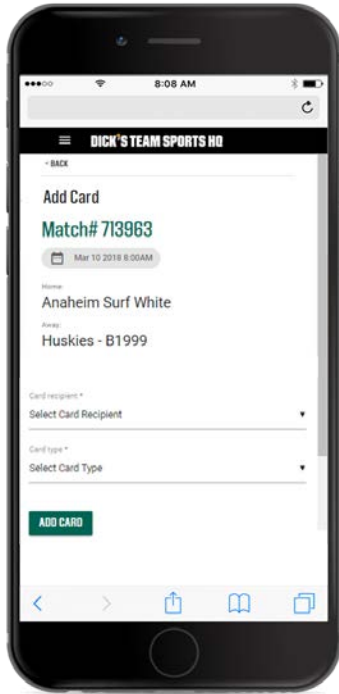 8:08 AM
DICK'S TEAM SPORTS HQ
< BACK
Add Card
Match# 713963
Mar 10 2018 8:00AM
Home:
Anaheim Surf White
Away:
Huskies - B1999
Card recipient *
Select Card Recipient
Card type *
Select Card Type
ADD CARD